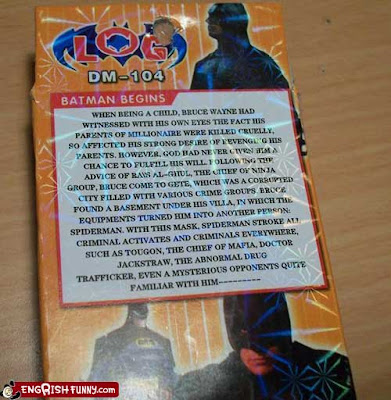 LOG
DM-104
BATMAN BEGINS
WHEN BEING A CHILD, BRUCE WAYNE HAD
WITNESSED WITH HIS OWN EYES THE FACT HIS
PARENTS OF MILLIONAIRE WERE KILLED CRUELLY,
SO AFFECTED HIS STRONG DESIRE OF REVENGING HIS
PARENTS. HOWEVER, GOD HAD NEVER GIVEN HIM A
CHANCE TO FULFILL HIS WILL. FOLLOWING THE
ADVICE OF RAAS AL-GHUL, THE CHIEF OF NINJA
GROUP, BRUCE COME TO GETE, WHICH WAS A CORRUPTED
CITY FILLED WITH VARIOUS CRIME GROUPS. BRUCE
FOUND A BASEMENT UNDER HIS VILLA, IN WHICH THE
EQUIPMENTS TURNED HIM INTO ANOTHER PERSON:
SPIDERMAN. WITH THIS MASK, SPIDERMAN STROKE ALL
CRIMINAL ACTIVATES AND CRIMINALS EVERYWHERE,
SUCH AS TOUGON, THE CHIEF OF MAFIA, DOCTOR
JACKSTRAW, THE ABNORMAL DRUG
TRAFFICKER, EVEN A MYSTERIOUS OPPONENTS QUITE
FAMILIAR WITH HIM----------
ENGRISHFUNNY.COM